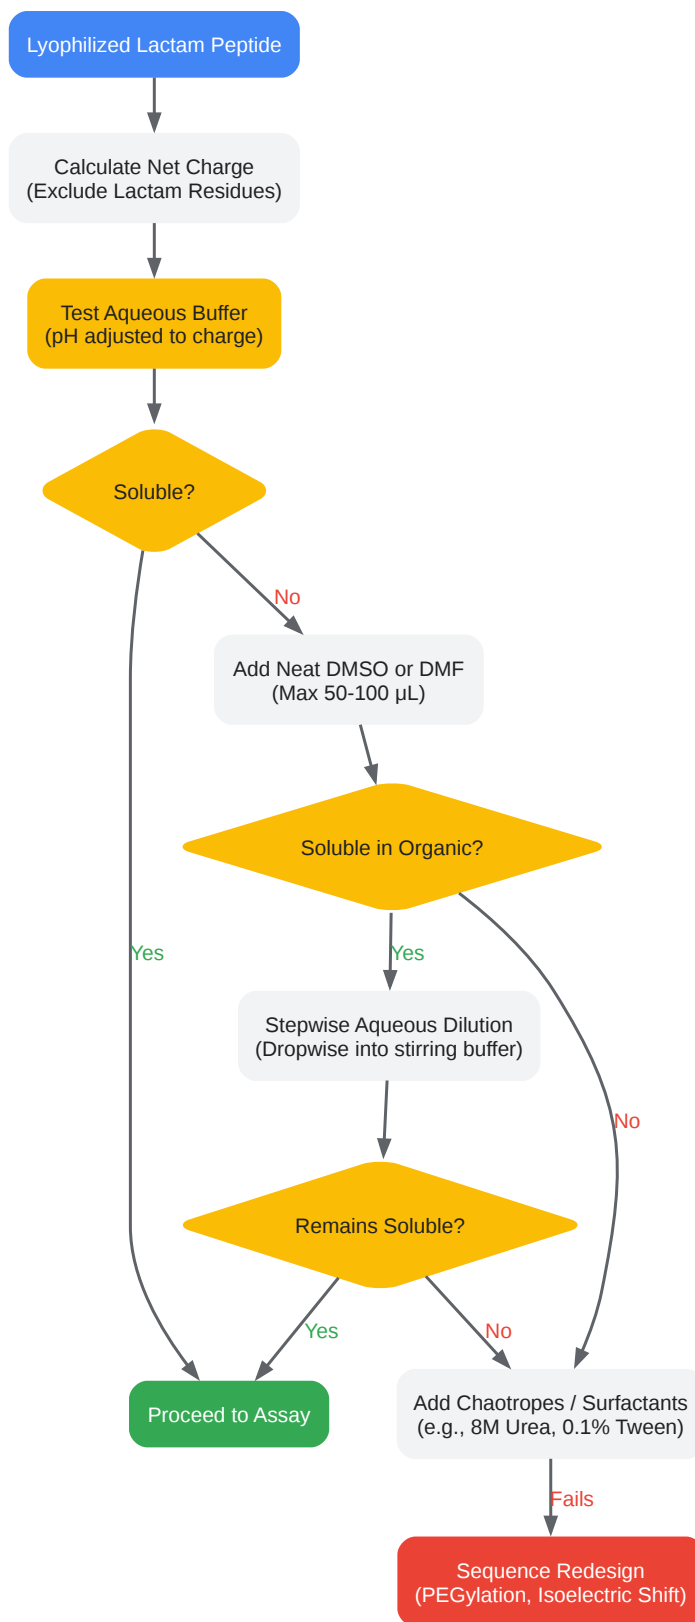 Lyophilized Lactam Peptide
Calculate Net Charge
(Exclude Lactam Residues)
Test Aqueous Buffer
(pH adjusted to charge)
Soluble?
No
Add Neat DMSO or DMF
(Max 50-100 µL)
Soluble in Organic?
Yes
Yes
Stepwise Aqueous Dilution
(Dropwise into stirring buffer)
No
Remains Soluble?
Yes
No
Proceed to Assay
Add Chaotropes / Surfactants
(e.g., 8M Urea, 0.1% Tween)
Fails
Sequence Redesign
(PEGylation, Isoelectric Shift)